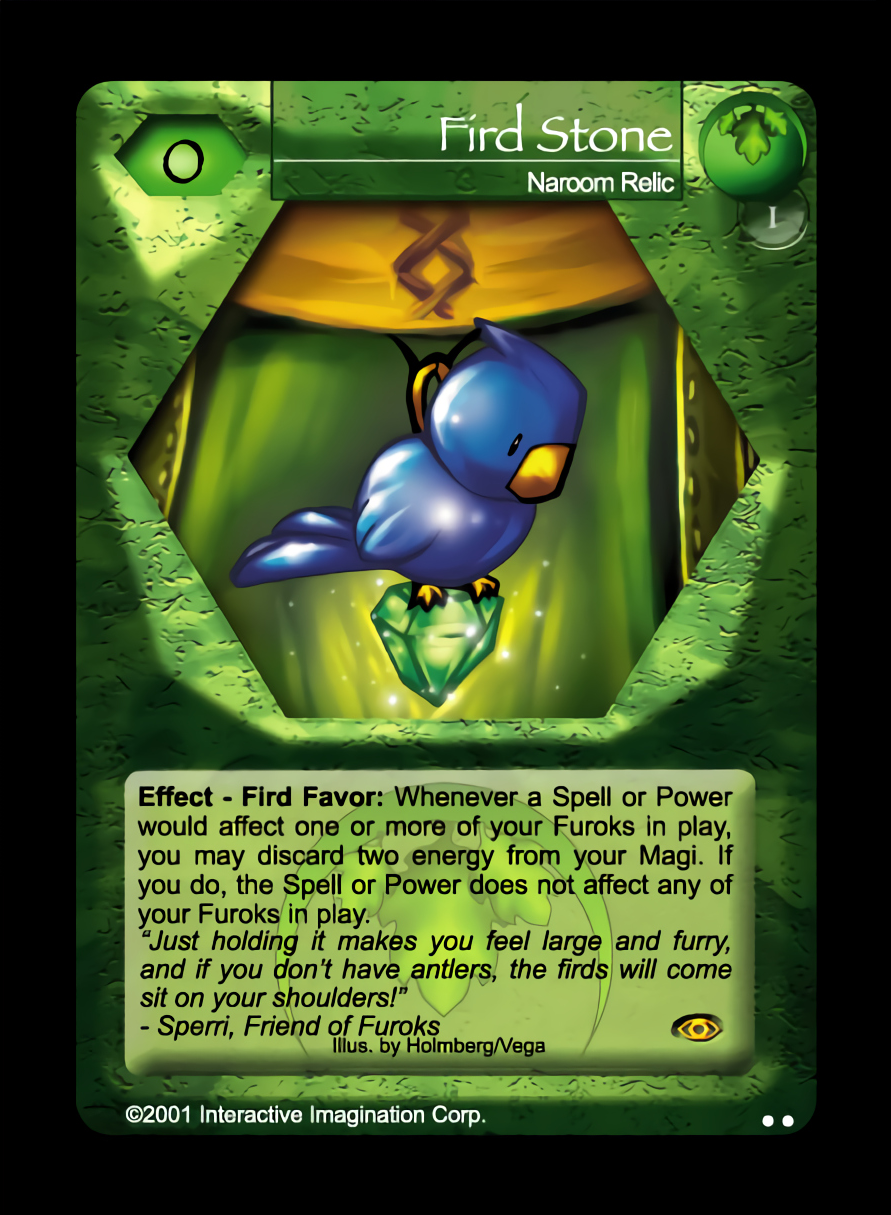 0
Fird Stone
Naroom Relic
I
Effect - Fird Favor: Whenever a Spell or Power
would affect one or more of your Furoks in play,
you may discard two energy from your Magi. If
you do, the Spell or Power does not affect any of
your Furoks in play.
“Just holding it makes you feel large and furry,
and if you don't have antlers, the firds will come
sit on your shoulders!”
- Sperri, Friend of Furoks
Illus. by Holmberg/Vega
©2001 Interactive Imagination Corp.